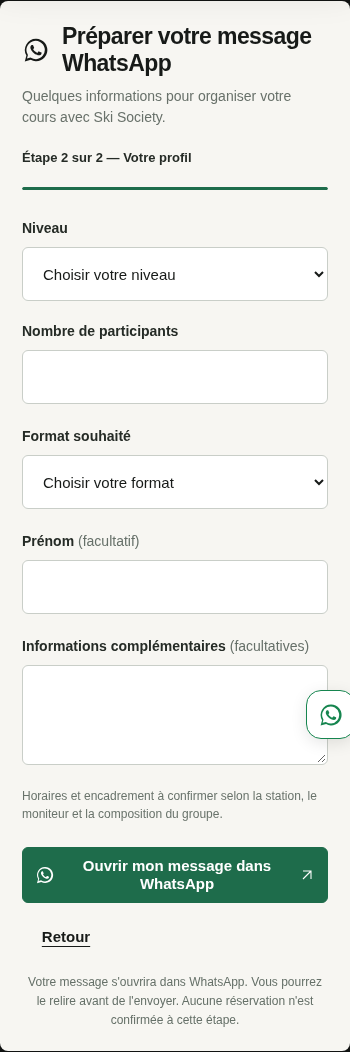 Préparer votre message
WhatsApp
Quelques informations pour organiser votre
cours avec Ski Society.
Étape 2 sur 2 — Votre profil
Niveau
Choisir votre niveau
Nombre de participants
Format souhaité
Choisir votre format
Prénom (facultatif)
Informations complémentaires (facultatives)
Horaires et encadrement à confirmer selon la station, le
moniteur et la composition du groupe.
Ouvrir mon message dans
WhatsApp
Retour
Votre message s'ouvrira dans WhatsApp. Vous pourrez
le relire avant de l'envoyer. Aucune réservation n'est
confirmée à cette étape.